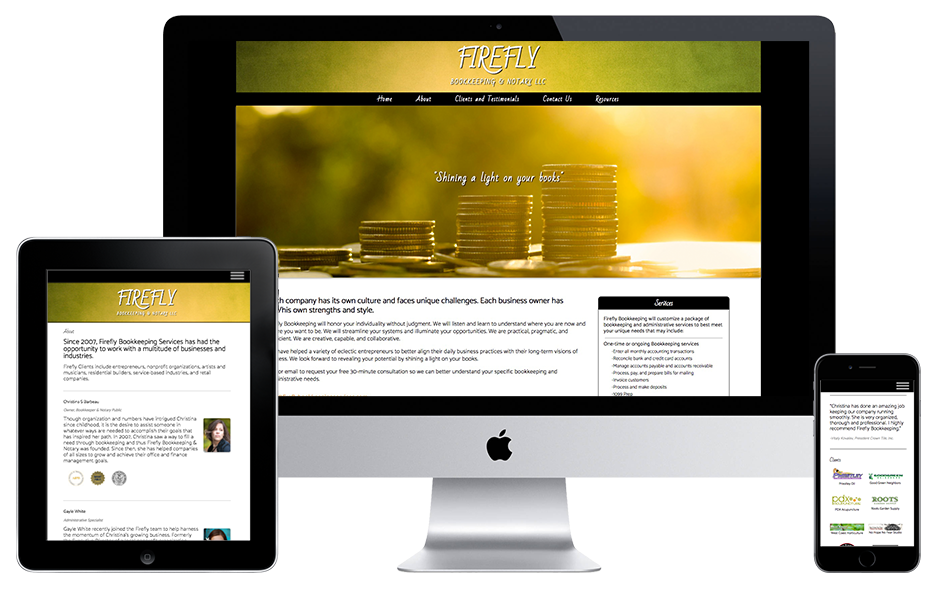 FIREFLY
BOOKKEEPING & NOTARY LLC
Home About Clients and Testimonials Contact Us Resources
"Shining a light on your books"
company has its own culture and faces unique challenges. Each business owner has
his own strengths and style.
Bookkeeping will honor your individuality without judgment. We will listen and learn to understand where you are now and
you want to be. We will streamline your systems and illuminate your opportunities. We are practical, pragmatic, and
We are creative, capable, and collaborative.
have helped a variety of eclectic entrepreneurs to better align their daily business practices with their long-term visions of
We look forward to revealing your potential by shining a light on your books.
or email to request your free 30-minute consultation so we can better understand your specific bookkeeping and
needs.
Services
Firefly Bookkeeping will customize a package of
bookkeeping and administrative services to best meet
your unique needs that may include:
One-time or ongoing Bookkeeping services
-Enter all monthly accounting transactions
-Reconcile bank and credit card accounts
-Manage accounts payable and accounts receivable
-Process, pay, and prepare bills for mailing
-Invoice customers
-Process and make deposits
-1099 Prep
FIREFLY
BOOKKEEPING & NOTARY LLC
About
Since 2007, Firefly Bookkeeping Services has had the
opportunity to work with a multitude of businesses and
industries.
Firefly Clients include entrepreneurs, nonprofit organizations, artists and
musicians, residential builders, service-based industries, and retail
companies.
Christina G Barbeau
Owner, Bookkeeper & Notary Public
Though organization and numbers have intrigued Christina
since childhood, it is the desire to assist someone in
whatever ways are needed to accomplish their goals that
has inspired her path. In 2007, Christina saw a way to fill a
need through bookkeeping and thus Firefly Bookkeeping &
Notary was founded. Since then, she has helped companies
of all sizes to grow and achieve their office and finance
management goals.
Gayle White
Administrative Specialist
Gayle White recently joined the Firefly team to help harness
the momentum of Christina's growing business. Formerly
"Christina has done an amazing job
keeping our company running
smoothly. She is very organized,
thorough and professional. I highly
recommend Firefly Bookkeeping."
President Crown Tile, Inc.
Clients
Good Green Neighbors
pdx
PDX Acupuncture
ROOTS
Roots Garden Supply
West Coast Horticulture